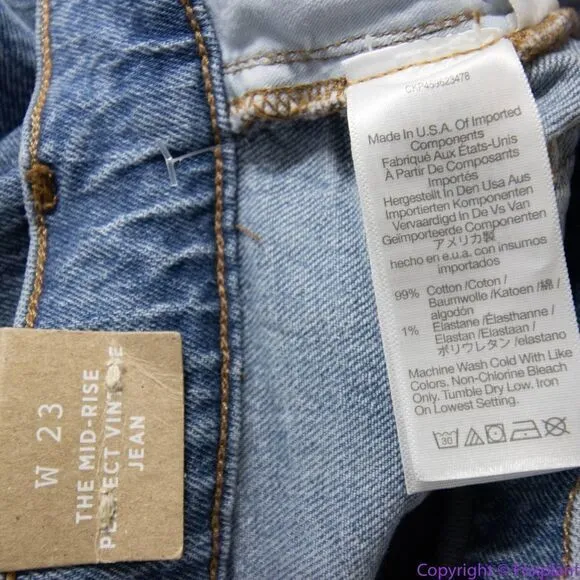 CKP459623478
Made In U.S.A. Of Imported
Components
Fabriqué Aux États-Unis
À Partir De Composants
Importés
Hergestellt In Den Usa Aus
Importierten Komponenten
Vervaardigd In De Vs Van
Geïmporteerde Componenten
アメリカ製
hecho en e.u.a. con insumos
importados
99% Cotton /Coton/
Baumwolle /Katoen /綿/
algodón
1% Elastane /Élasthanne/
Elastan /Elastaan/
ポリウレタン /elastano
Machine Wash Cold With Like
Colors. Non-Chlorine Bleach
Only. Tumble Dry Low. Iron
On Lowest Setting.
30
W 23
THE MID-RISE
PERFECT VINTAGE
JEAN